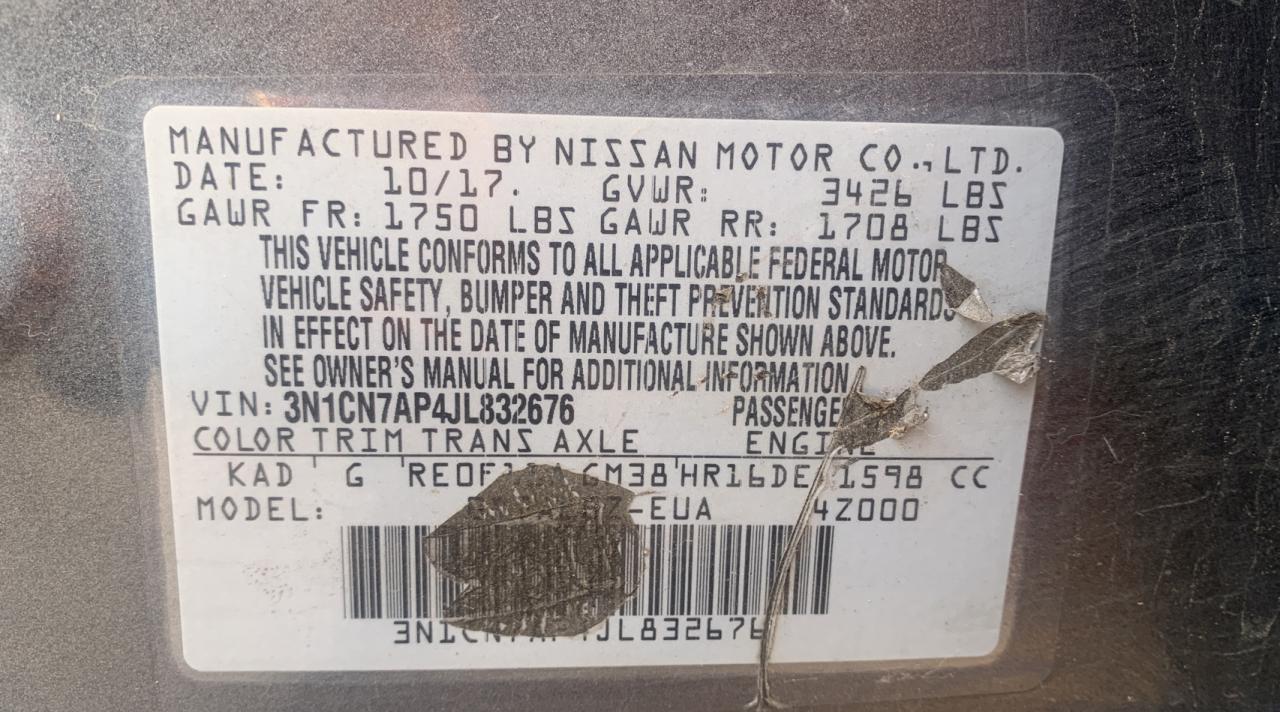 MANUFACTURED BY NISSAN MOTOR CO., LTD.
DATE: 10/17. GVWR: 3426 LBS
GAWR FR: 1750 LBS GAWR RR: 1708 LBS
THIS VEHICLE CONFORMS TO ALL APPLICABLE FEDERAL MOTOR
VEHICLE SAFETY, BUMPER AND THEFT PREVENTION STANDARDS
IN EFFECT ON THE DATE OF MANUFACTURE SHOWN ABOVE.
SEE OWNER'S MANUAL FOR ADDITIONAL INFORMATION
VIN: 3N1CN7AP4JL832676 PASSENGER
COLOR TRIM TRANS AXLE ENGINE
KAD G GM38 HR16DE 1598 CC
MODEL: 4Z000
3N1CN7AP4JL832676